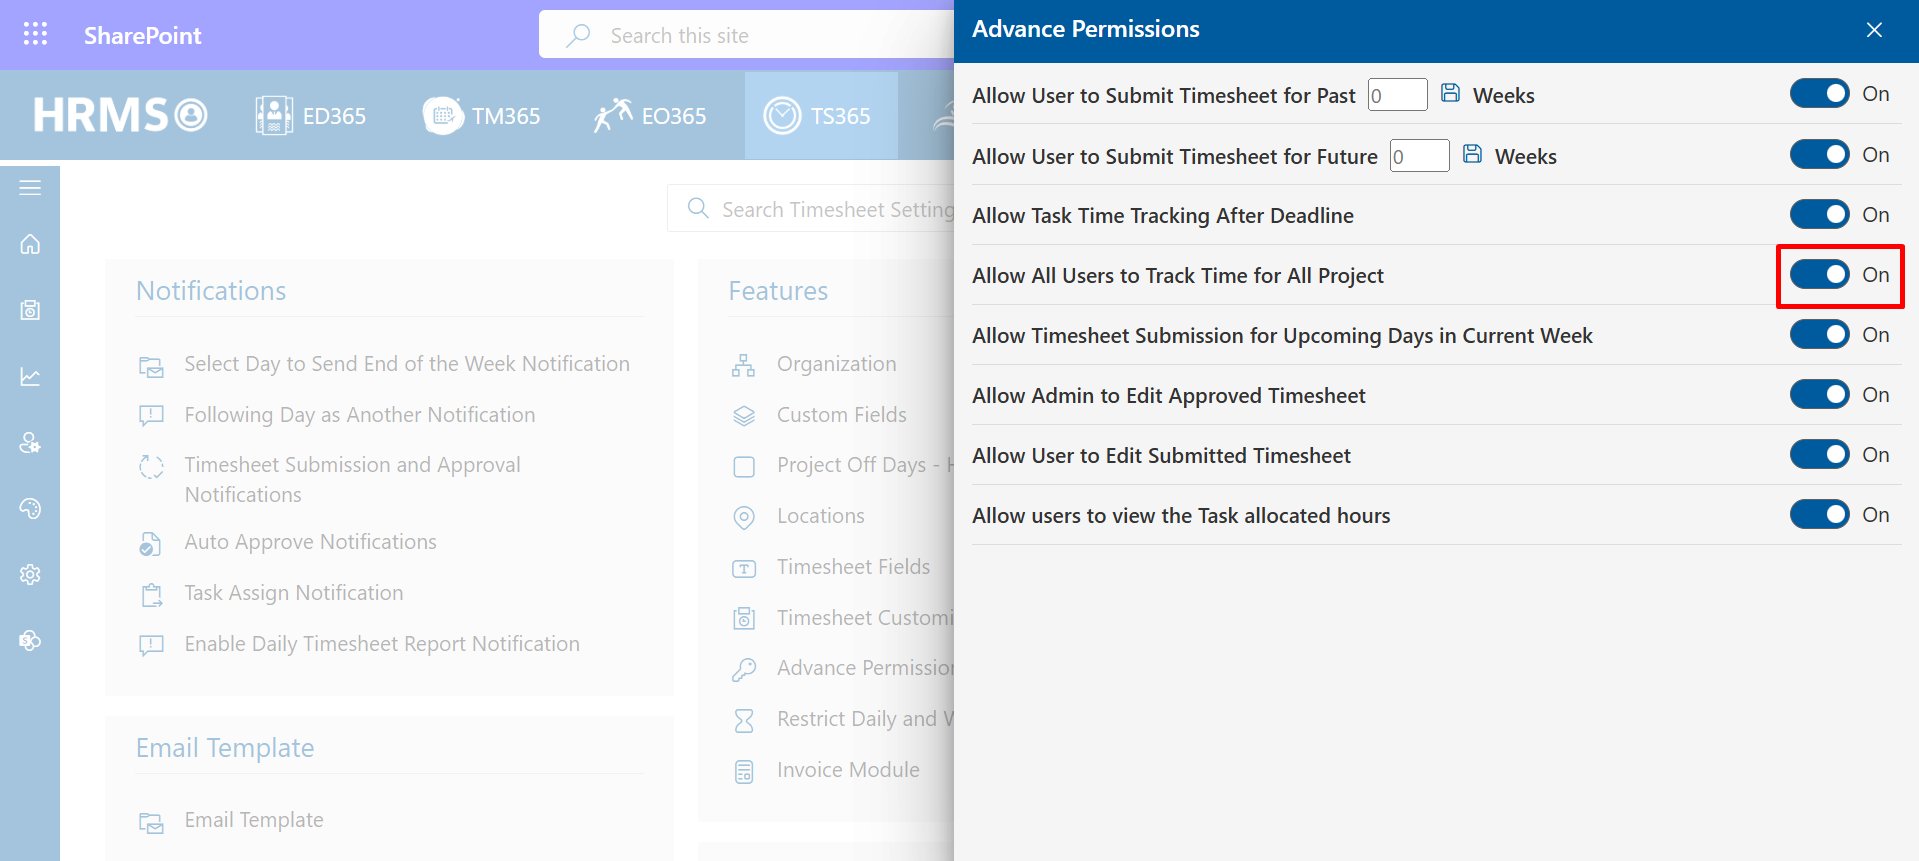 SharePoint
Search this site
HRMS
ED365
TM365
EO365
TS365
Search Timesheet Setting
Notifications
Select Day to Send End of the Week Notification
Following Day as Another Notification
Timesheet Submission and Approval
Notifications
Auto Approve Notifications
Task Assign Notification
Enable Daily Timesheet Report Notification
Email Template
Email Template
Features
Organization
Custom Fields
Project Off Days - H
Locations
Timesheet Fields
Timesheet Customi
Advance Permission
Restrict Daily and W
Invoice Module
Advance Permissions
Allow User to Submit Timesheet for Past 0 Weeks On
Allow User to Submit Timesheet for Future 0 Weeks On
Allow Task Time Tracking After Deadline On
Allow All Users to Track Time for All Project On
Allow Timesheet Submission for Upcoming Days in Current Week On
Allow Admin to Edit Approved Timesheet On
Allow User to Edit Submitted Timesheet On
Allow users to view the Task allocated hours On